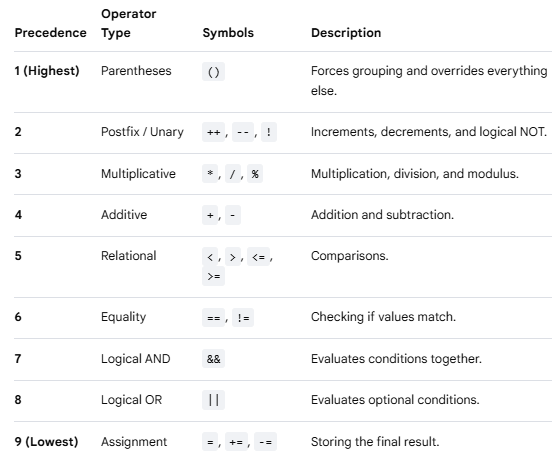 Precedence Operator Type Symbols Description
1 (Highest) Parentheses () Forces grouping and overrides everything else.
2 Postfix / Unary ++ , -- , ! Increments, decrements, and logical NOT.
3 Multiplicative * , / , % Multiplication, division, and modulus.
4 Additive + , - Addition and subtraction.
5 Relational < , > , <= , >= Comparisons.
6 Equality == , != Checking if values match.
7 Logical AND && Evaluates conditions together.
8 Logical OR || Evaluates optional conditions.
9 (Lowest) Assignment = , += , -= Storing the final result.